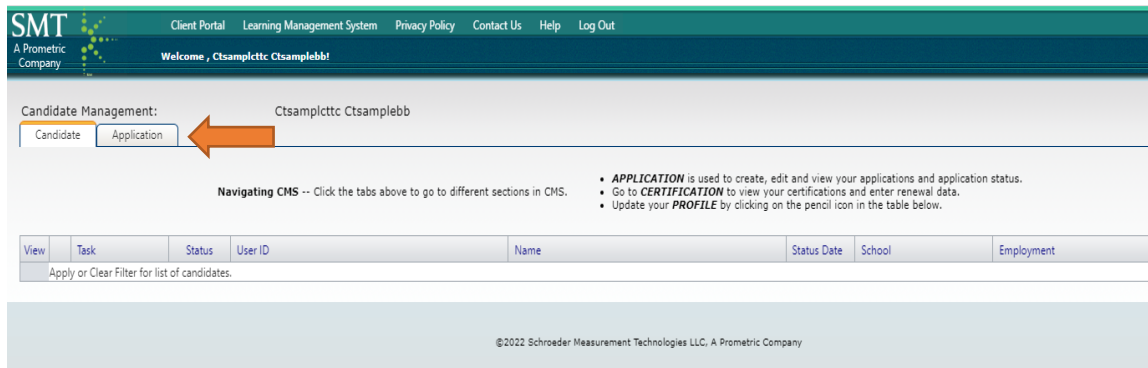 SMT
A Prometric
Company
Client Portal Learning Management System Privacy Policy Contact Us Help Log Out
Welcome , Ctsamplcttc Ctsamplebb!
Candidate Management: Ctsamplcttc Ctsamplebb
Candidate Application
Navigating CMS -- Click the tabs above to go to different sections in CMS.
• APPLICATION is used to create, edit and view your applications and application status.
• Go to CERTIFICATION to view your certifications and enter renewal data.
• Update your PROFILE by clicking on the pencil icon in the table below.
View Task Status User ID Name Status Date School Employment
Apply or Clear Filter for list of candidates.
©2022 Schroeder Measurement Technologies LLC, A Prometric Company